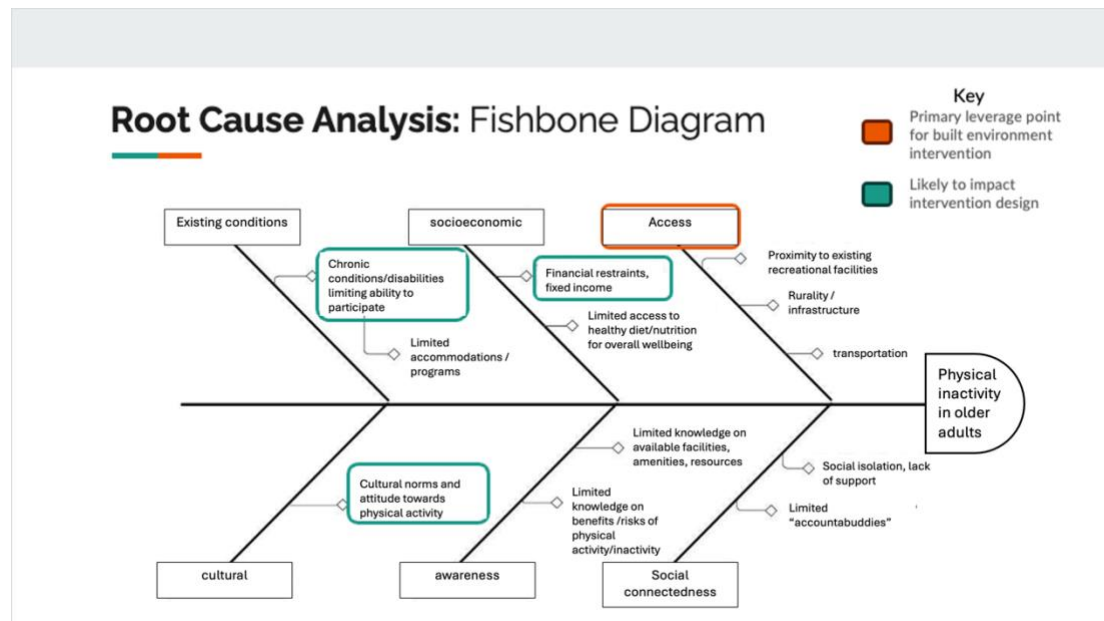 Root Cause Analysis: Fishbone Diagram
Key
Primary leverage point
for built environment
intervention
Likely to impact
intervention design
Existing conditions
socioeconomic
Access
Chronic
conditions/disabilities
limiting ability to
participate
Limited
accommodations /
programs
Financial restraints,
fixed income
Limited access to
healthy diet/nutrition
for overall wellbeing
Proximity to existing
recreational facilities
Rurality /
infrastructure
transportation
Physical
inactivity
in older
adults
Cultural norms and
attitude towards
physical activity
Limited knowledge on
available facilities,
amenities, resources
Limited
knowledge on
benefits /risks of
physical
activity/inactivity
Social isolation, lack
of support
Limited
“accountabuddies”
cultural
awareness
Social
connectedness